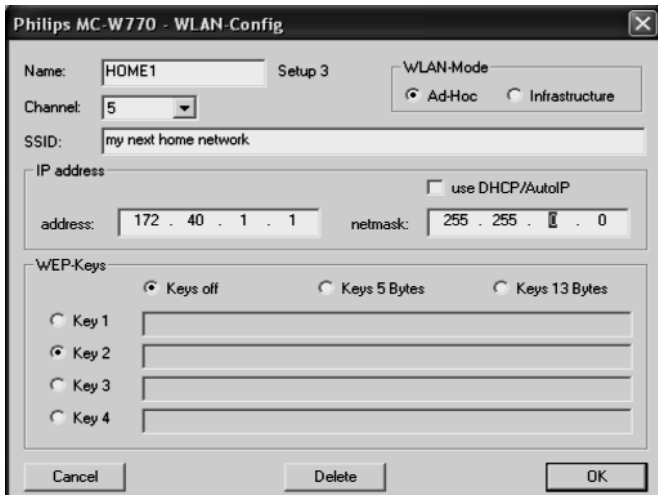 Philips MC-W770 - WLAN-Config
Name: HOME1 Setup 3
WLAN-Mode
Ad-Hoc Infrastructure
Channel: 5
SSID: my next home network
IP address
use DHCP/AutoIP
address: 172 . 40 . 1 . 1 netmask: 255 . 255 . 0 . 0
WEP-Keys
Keys off Keys 5 Bytes Keys 13 Bytes
Key 1
Key 2
Key 3
Key 4
Cancel Delete OK